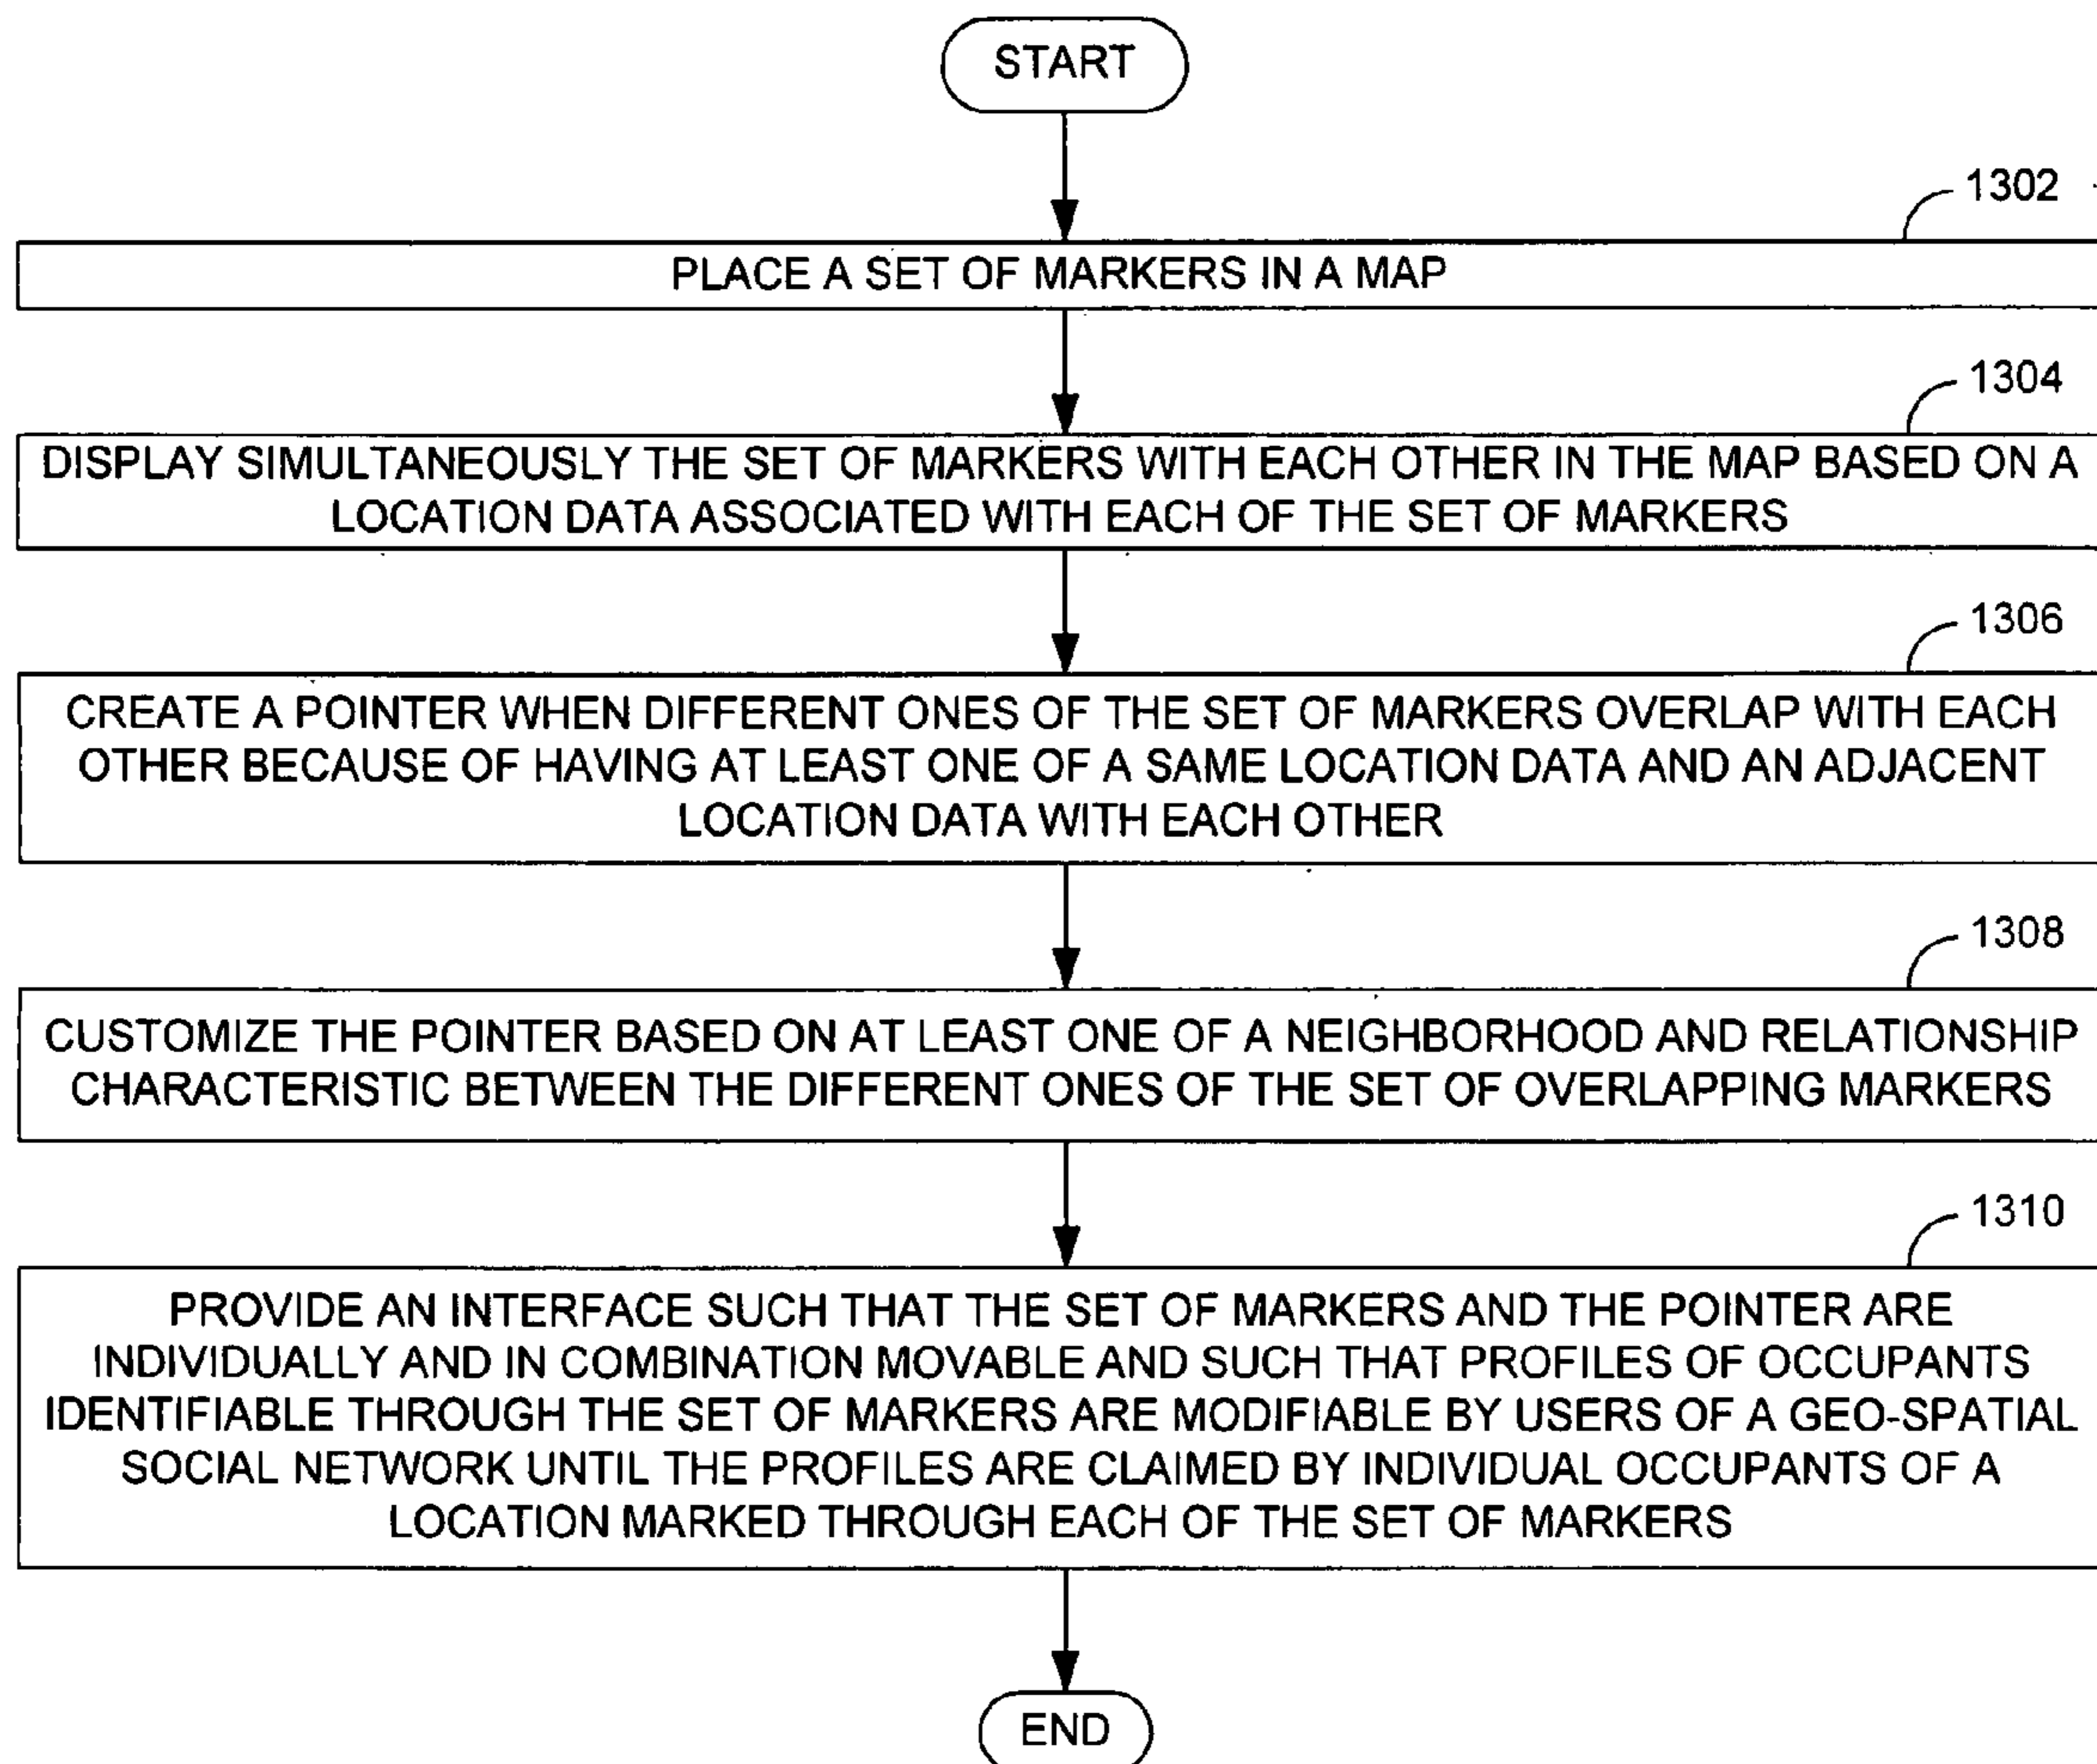 START
1302
PLACE A SET OF MARKERS IN A MAP
1304
DISPLAY SIMULTANEOUSLY THE SET OF MARKERS WITH EACH OTHER IN THE MAP BASED ON A
LOCATION DATA ASSOCIATED WITH EACH OF THE SET OF MARKERS
1306
CREATE A POINTER WHEN DIFFERENT ONES OF THE SET OF MARKERS OVERLAP WITH EACH
OTHER BECAUSE OF HAVING AT LEAST ONE OF A SAME LOCATION DATA AND AN ADJACENT
LOCATION DATA WITH EACH OTHER
1308
CUSTOMIZE THE POINTER BASED ON AT LEAST ONE OF A NEIGHBORHOOD AND RELATIONSHIP
CHARACTERISTIC BETWEEN THE DIFFERENT ONES OF THE SET OF OVERLAPPING MARKERS
1310
PROVIDE AN INTERFACE SUCH THAT THE SET OF MARKERS AND THE POINTER ARE
INDIVIDUALLY AND IN COMBINATION MOVABLE AND SUCH THAT PROFILES OF OCCUPANTS
IDENTIFIABLE THROUGH THE SET OF MARKERS ARE MODIFIABLE BY USERS OF A GEO-SPATIAL
SOCIAL NETWORK UNTIL THE PROFILES ARE CLAIMED BY INDIVIDUAL OCCUPANTS OF A
LOCATION MARKED THROUGH EACH OF THE SET OF MARKERS
END